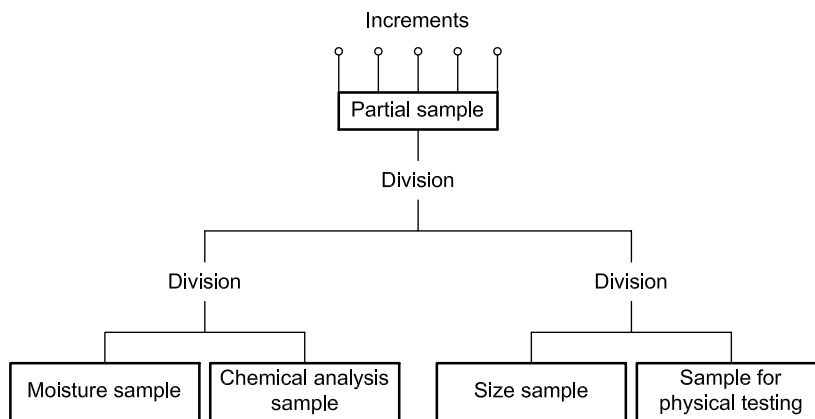 Increments
Partial sample
Division
Division
Division
Moisture sample
Chemical analysis
sample
Size sample
Sample for
physical testing